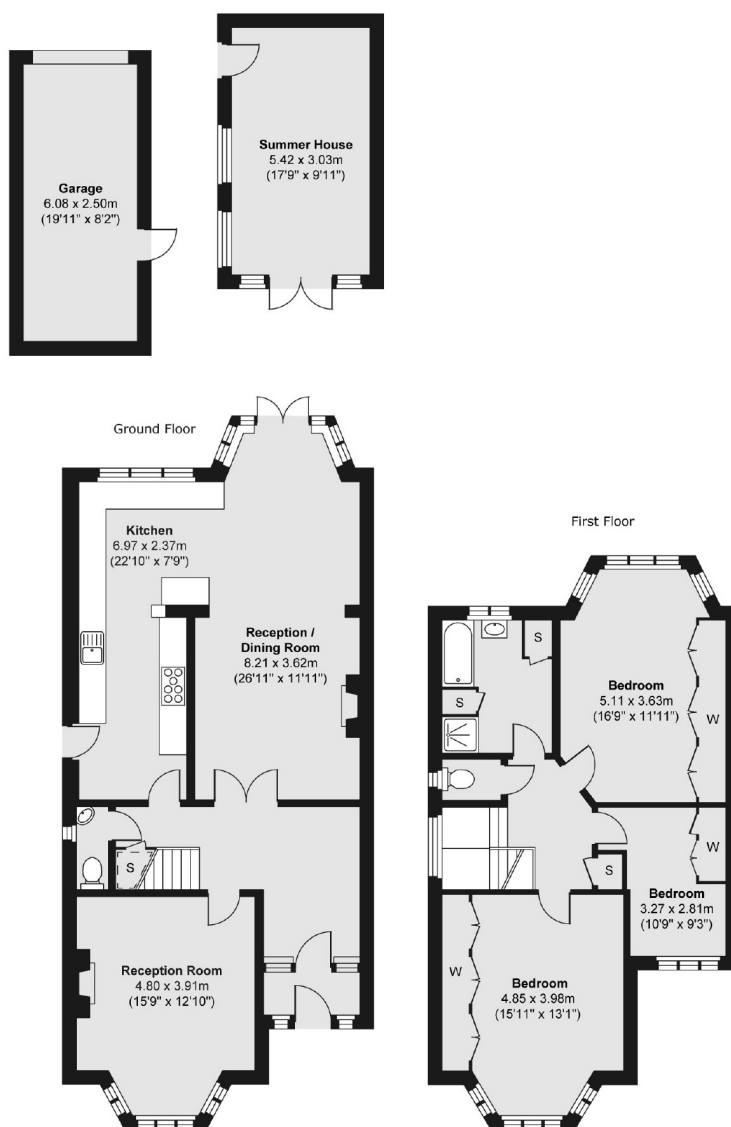 Garage
6.08 x 2.50m
(19'11" x 8'2")
Summer House
5.42 x 3.03m
(17'9" x 9'11")
Ground Floor
Kitchen
6.97 x 2.37m
(22'10" x 7'9")
Reception /
Dining Room
8.21 x 3.62m
(26'11" x 11'11")
S
Reception Room
4.80 x 3.91m
(15'9" x 12'10")
First Floor
S
S
Bedroom
5.11 x 3.63m
(16'9" x 11'11")
W
W
S
Bedroom
3.27 x 2.81m
(10'9" x 9'3")
W
Bedroom
4.85 x 3.98m
(15'11" x 13'1")